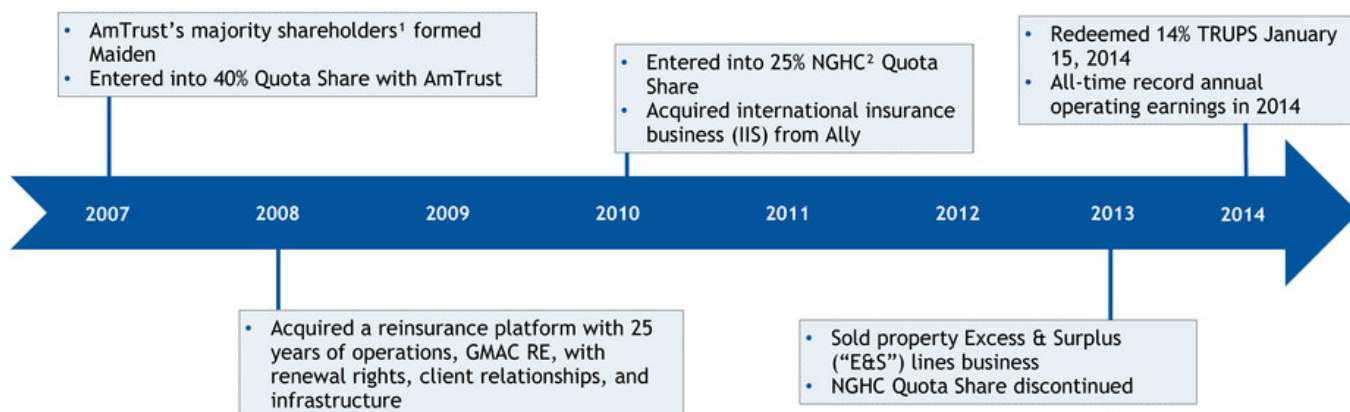 • AmTrust's majority shareholders¹ formed
Maiden
• Entered into 40% Quota Share with AmTrust
• Entered into 25% NGHC² Quota
Share
• Acquired international insurance
business (IIS) from Ally
• Redeemed 14% TRUPS January
15, 2014
• All-time record annual
operating earnings in 2014
2007 2008 2009 2010 2011 2012 2013 2014
• Acquired a reinsurance platform with 25
years of operations, GMAC RE, with
renewal rights, client relationships, and
infrastructure
• Sold property Excess & Surplus
("E&S") lines business
• NGHC Quota Share discontinued